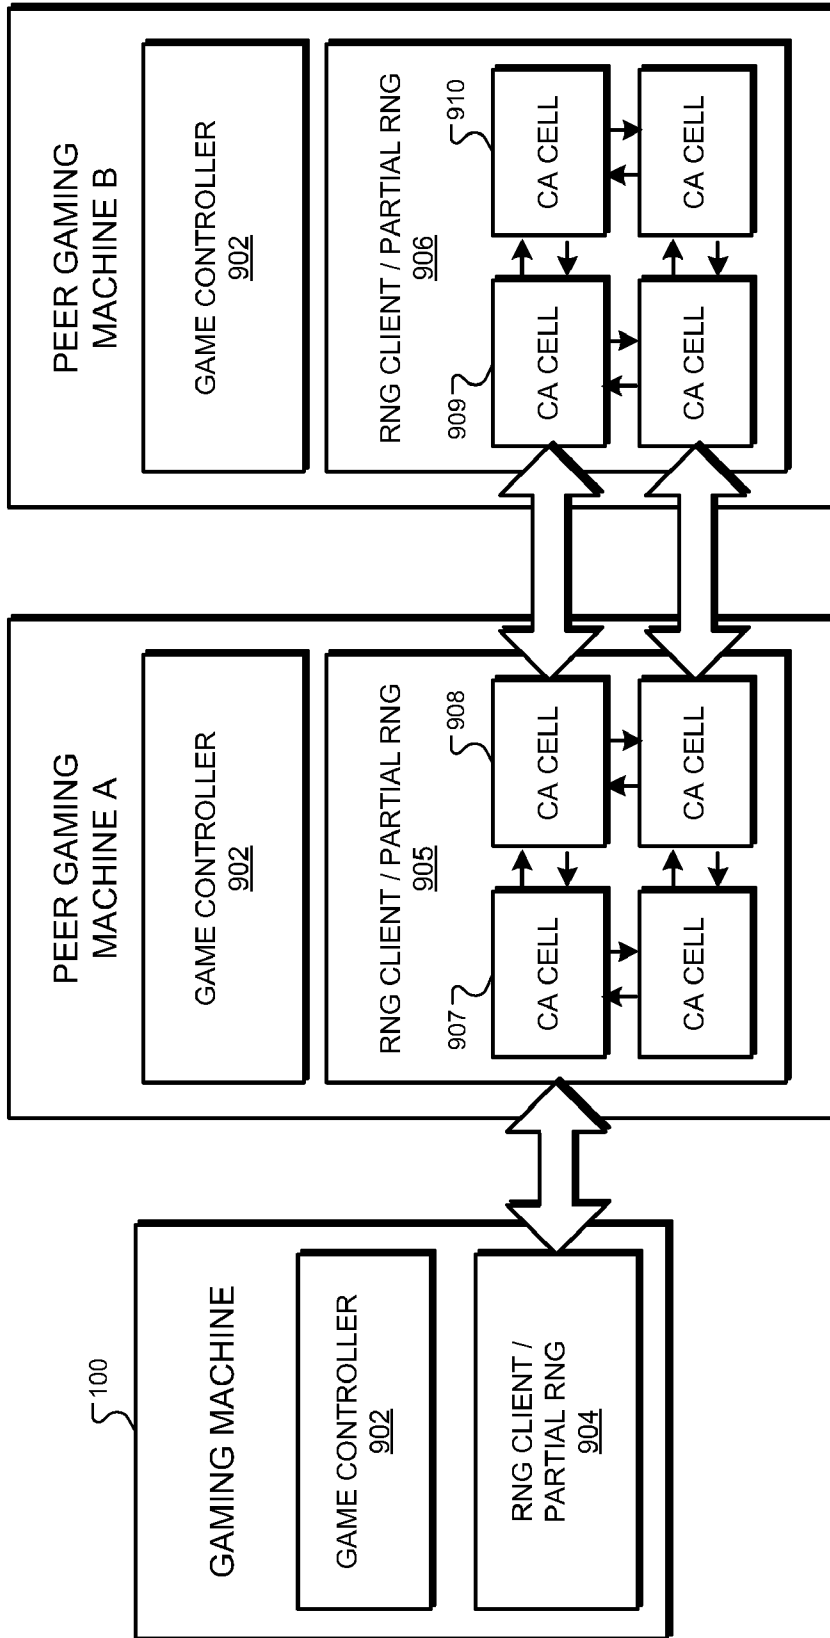 100
GAMING MACHINE
GAME CONTROLLER
902
RNG CLIENT /
PARTIAL RNG
904
PEER GAMING
MACHINE A
GAME CONTROLLER
902
RNG CLIENT / PARTIAL RNG
905
907
908
CA CELL
CA CELL
CA CELL
CA CELL
PEER GAMING
MACHINE B
GAME CONTROLLER
902
RNG CLIENT / PARTIAL RNG
906
909
910
CA CELL
CA CELL
CA CELL
CA CELL